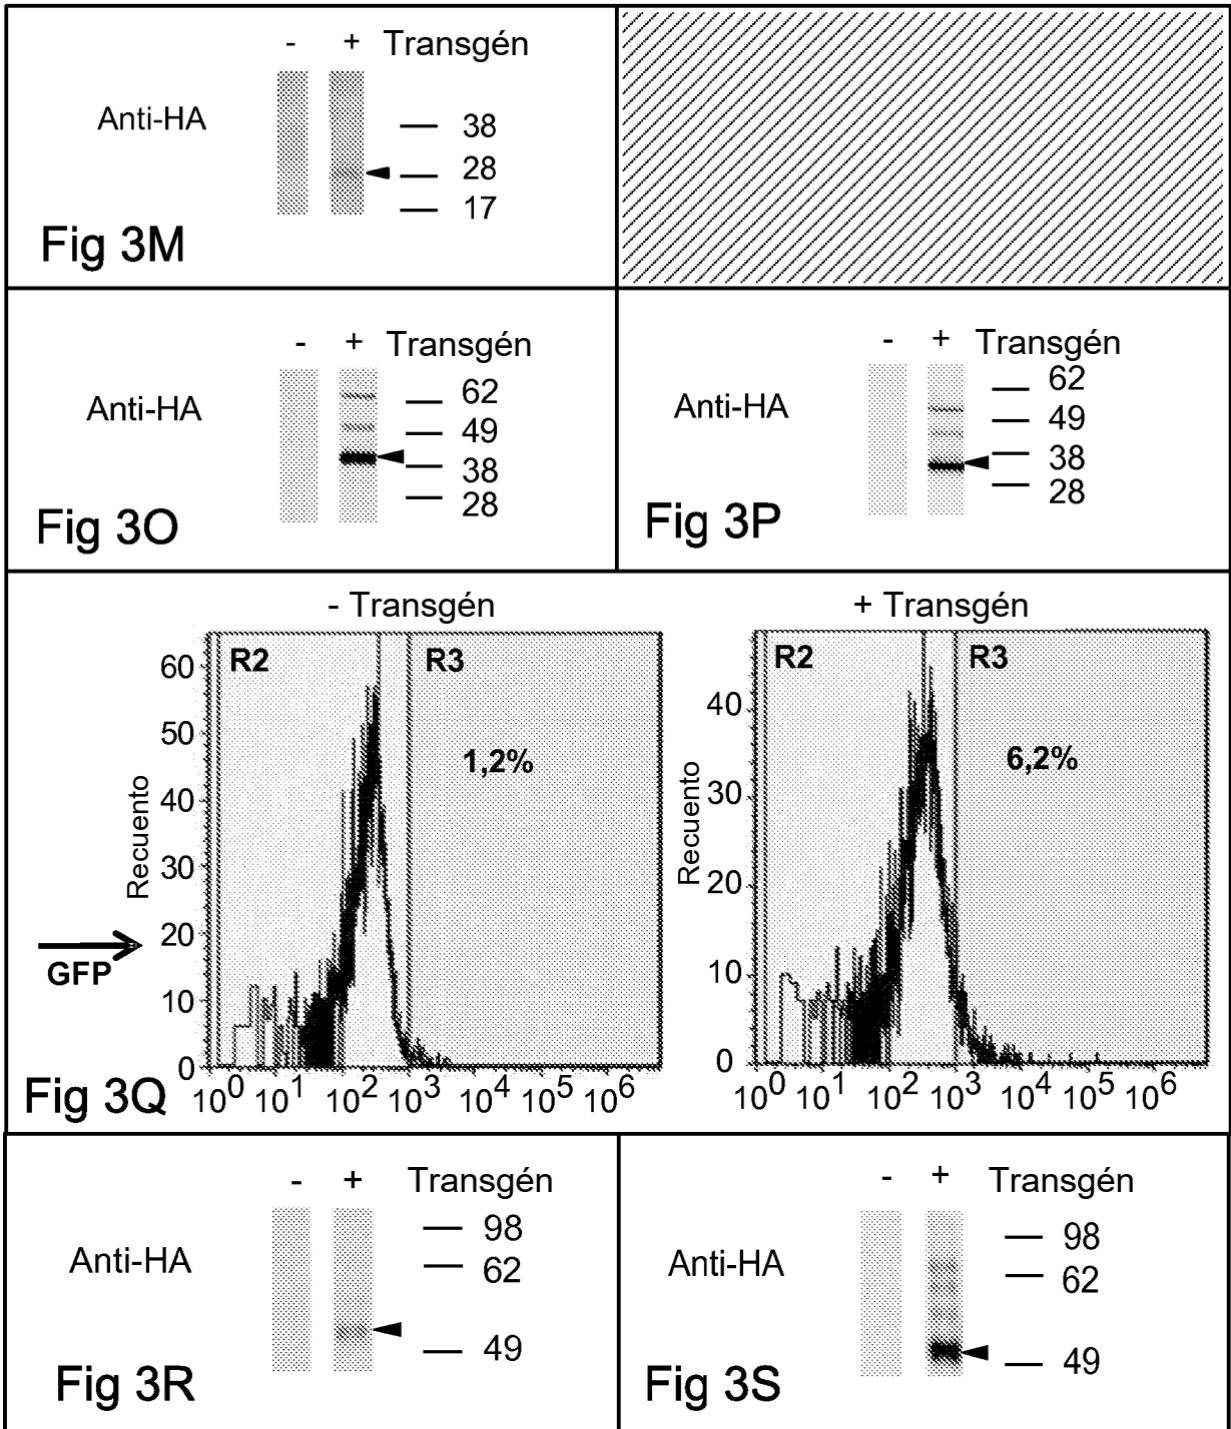 - + Transgén
Anti-HA
38
28
17
Fig 3M
- + Transgén
Anti-HA
62
49
38
28
Fig 3O
- + Transgén
Anti-HA
62
49
38
28
Fig 3P
- Transgén
R2 R3
1,2%
60
50
40
30
20
10
0
Recuento
10^0 10^1 10^2 10^3 10^4 10^5 10^6
GFP
+ Transgén
R2 R3
6,2%
40
30
20
10
0
Recuento
10^0 10^1 10^2 10^3 10^4 10^5 10^6
Fig 3Q
- + Transgén
Anti-HA
98
62
49
Fig 3R
- + Transgén
Anti-HA
98
62
49
Fig 3S